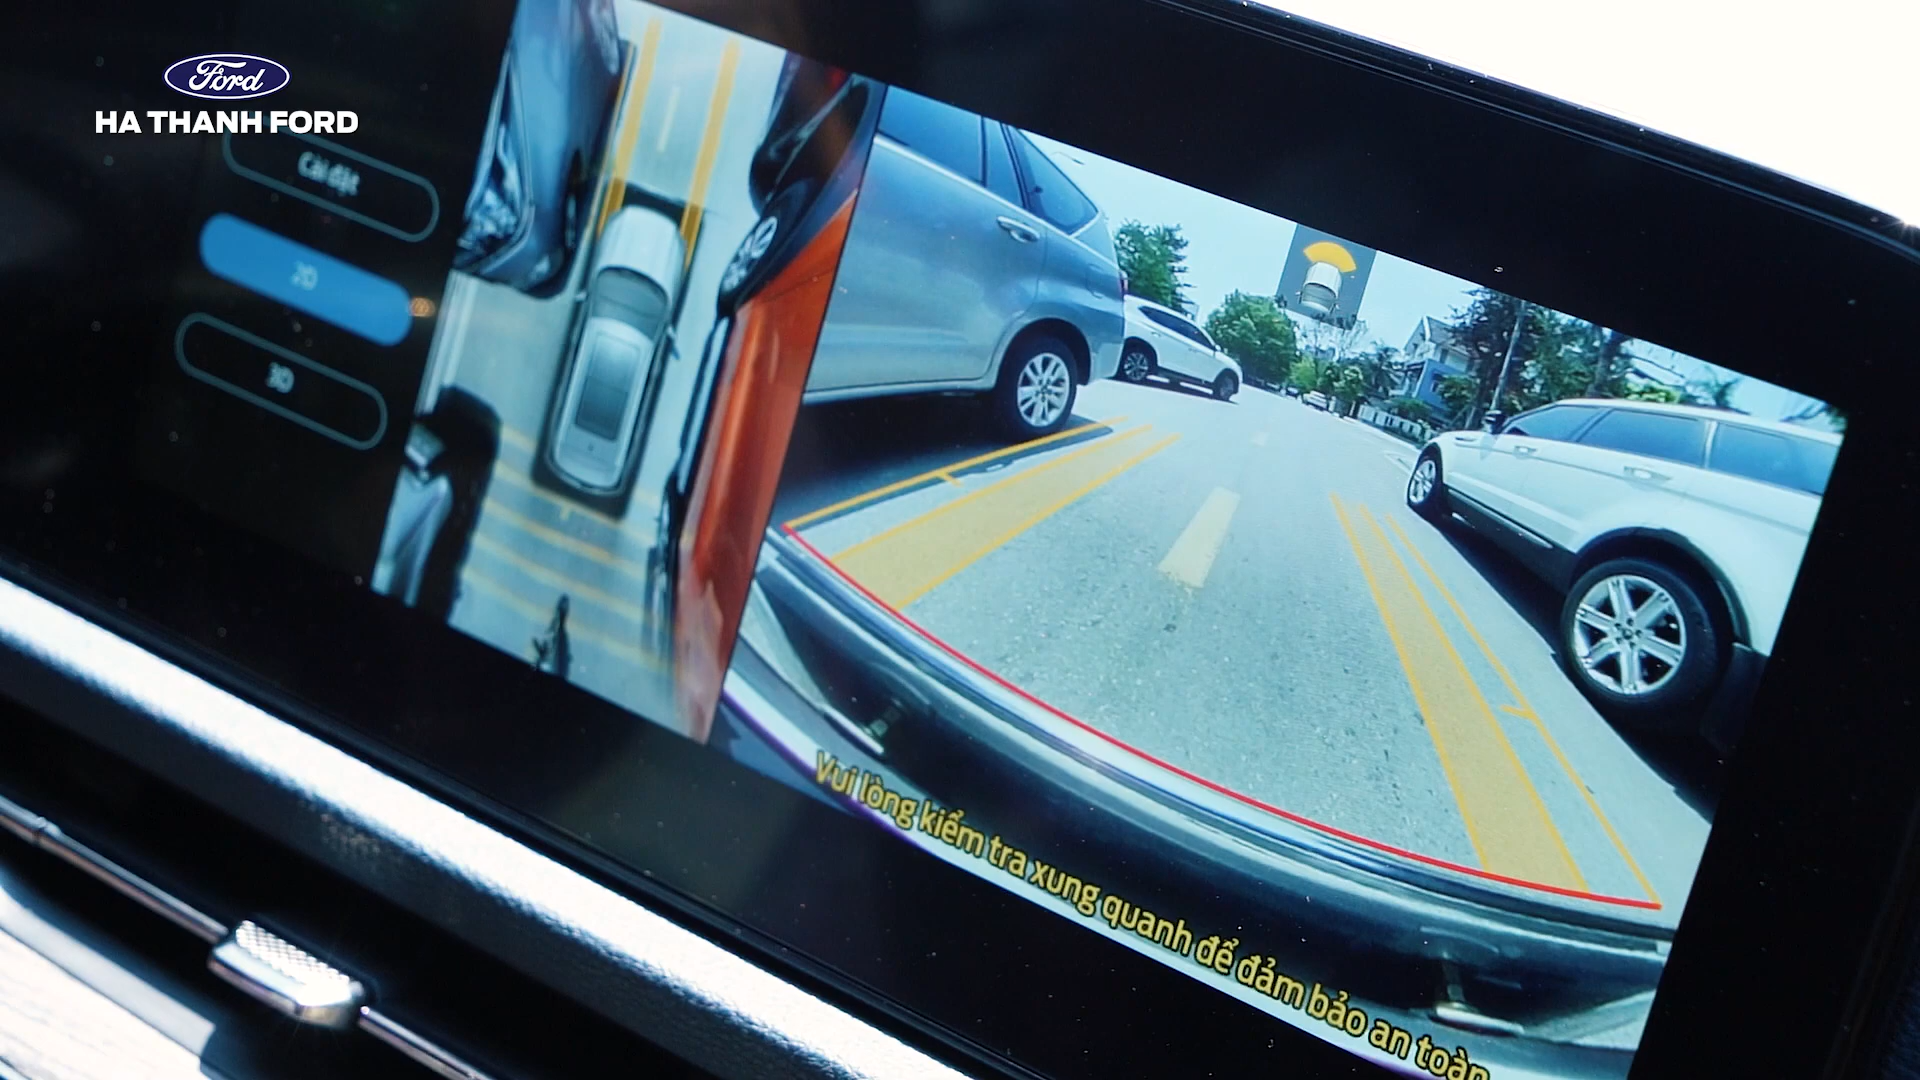 Ford
HA THANH FORD
Cài đặt
2D
3D
Vui lòng kiểm tra xung quanh để đảm bảo an toàn